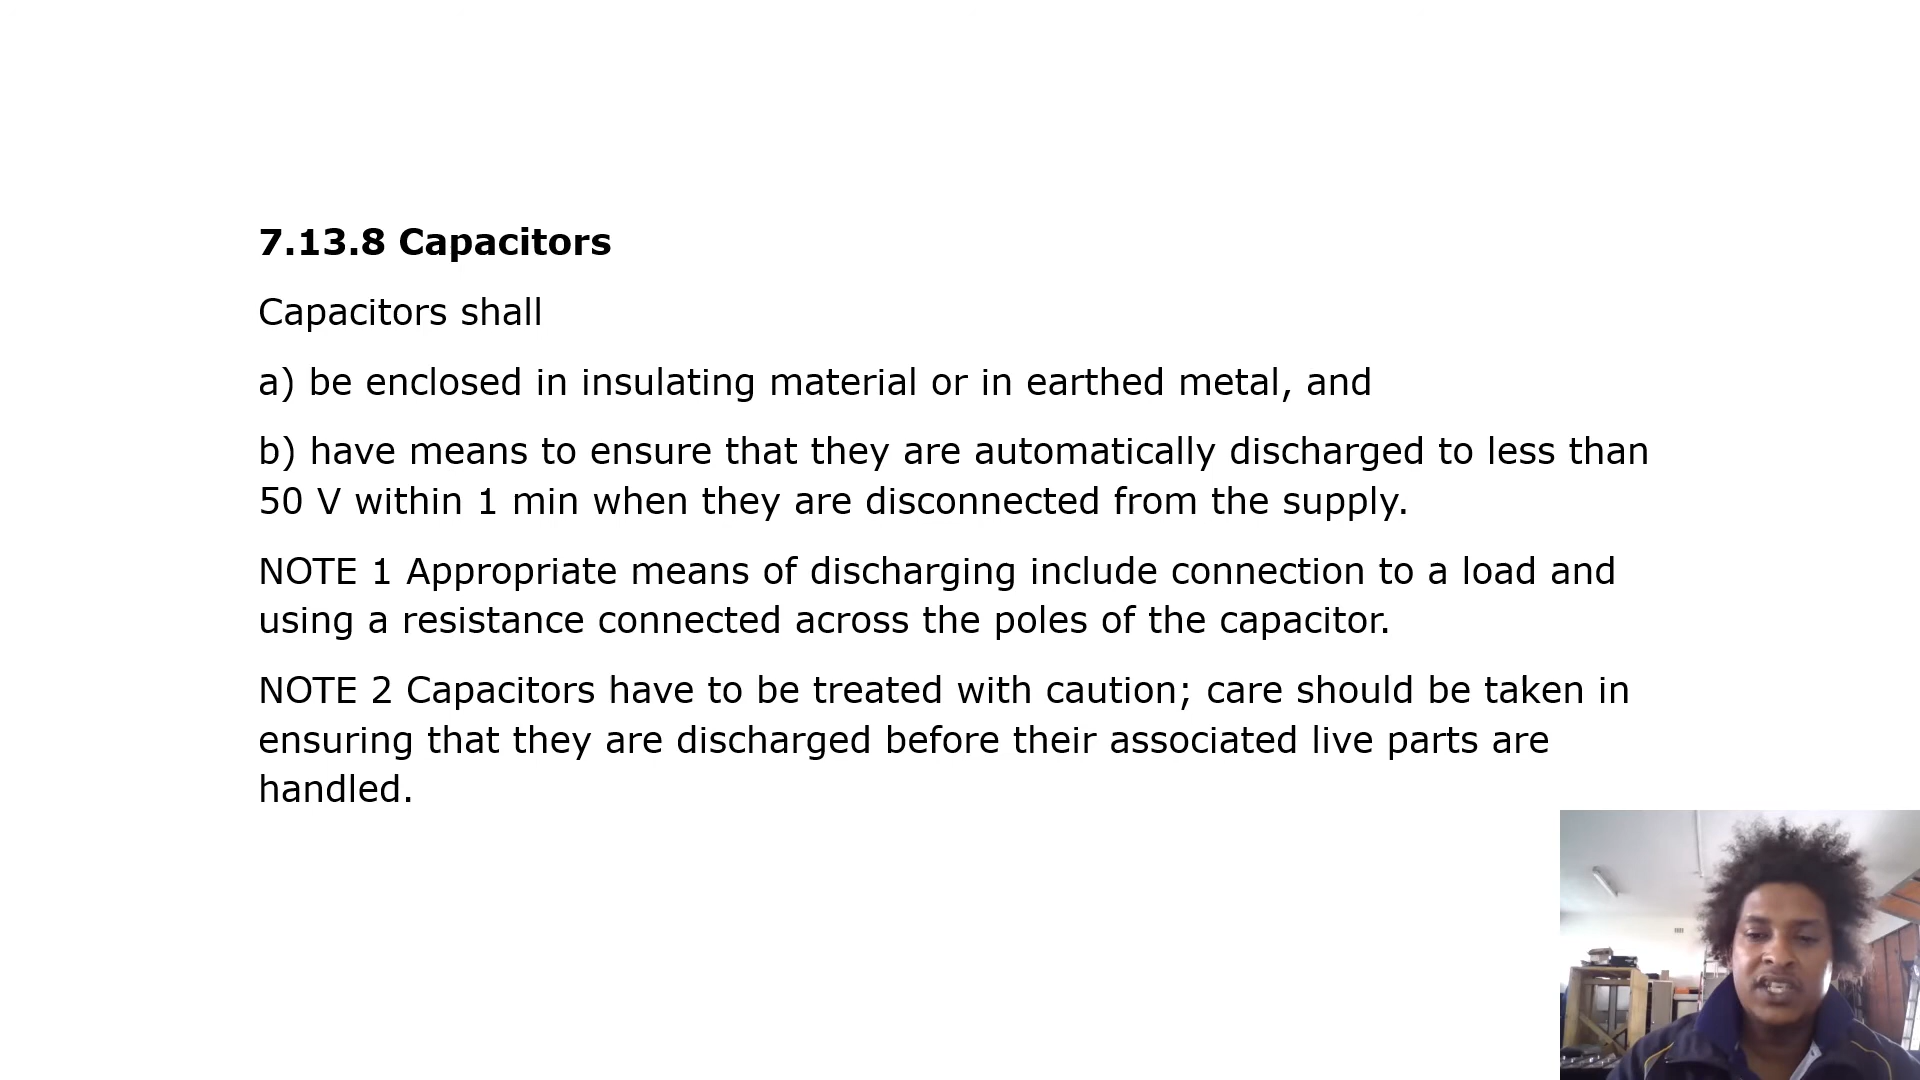 7.13.8 Capacitors
Capacitors shall
a) be enclosed in insulating material or in earthed metal, and
b) have means to ensure that they are automatically discharged to less than
50 V within 1 min when they are disconnected from the supply.
NOTE 1 Appropriate means of discharging include connection to a load and
using a resistance connected across the poles of the capacitor.
NOTE 2 Capacitors have to be treated with caution; care should be taken in
ensuring that they are discharged before their associated live parts are
handled.